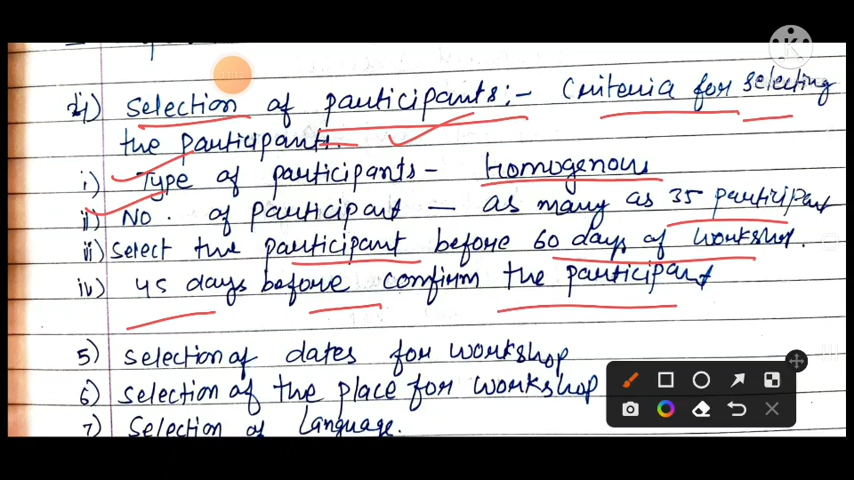 4) Selection of participants:- Criteria for selecting
the participants.
i) Type of participants - homogenous
ii) No. of participant — as many as 35 participant
iii) Select the participant before 60 days of workshop.
iv) 45 days before confirm the participant
5) selection of dates for workshop
6) selection of the place for workshop
7) Selection of Language.